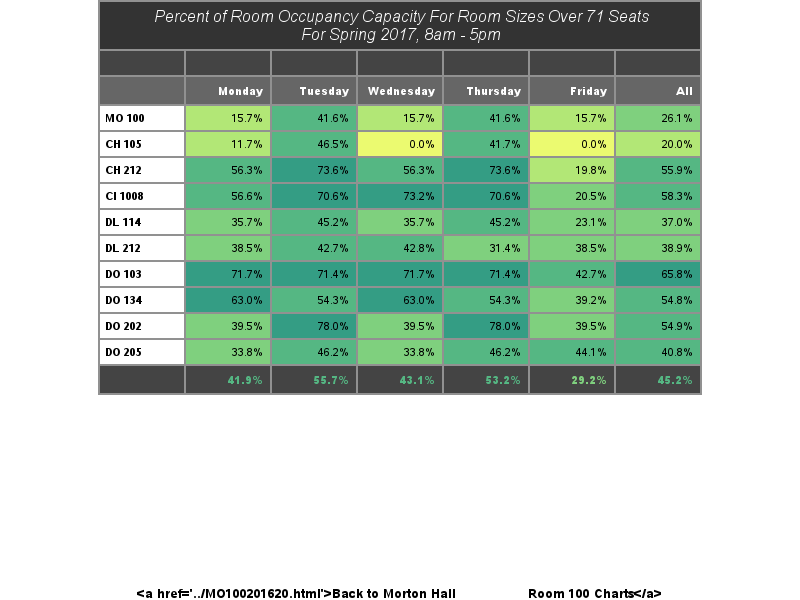 Percent of Room Occupancy Capacity For Room Sizes Over 71 Seats
For Spring 2017, 8am - 5pm
Monday Tuesday Wednesday Thursday Friday All
MO 100 15.7% 41.6% 15.7% 41.6% 15.7% 26.1%
CH 105 11.7% 46.5% 0.0% 41.7% 0.0% 20.0%
CH 212 56.3% 73.6% 56.3% 73.6% 19.8% 55.9%
CI 1008 56.6% 70.6% 73.2% 70.6% 20.5% 58.3%
DL 114 35.7% 45.2% 35.7% 45.2% 23.1% 37.0%
DL 212 38.5% 42.7% 42.8% 31.4% 38.5% 38.9%
DO 103 71.7% 71.4% 71.7% 71.4% 42.7% 65.8%
DO 134 63.0% 54.3% 63.0% 54.3% 39.2% 54.8%
DO 202 39.5% 78.0% 39.5% 78.0% 39.5% 54.9%
DO 205 33.8% 46.2% 33.8% 46.2% 44.1% 40.8%
41.9% 55.7% 43.1% 53.2% 29.2% 45.2%
<a href='../MO100201620.html'>Back to Morton Hall Room 100 Charts</a>